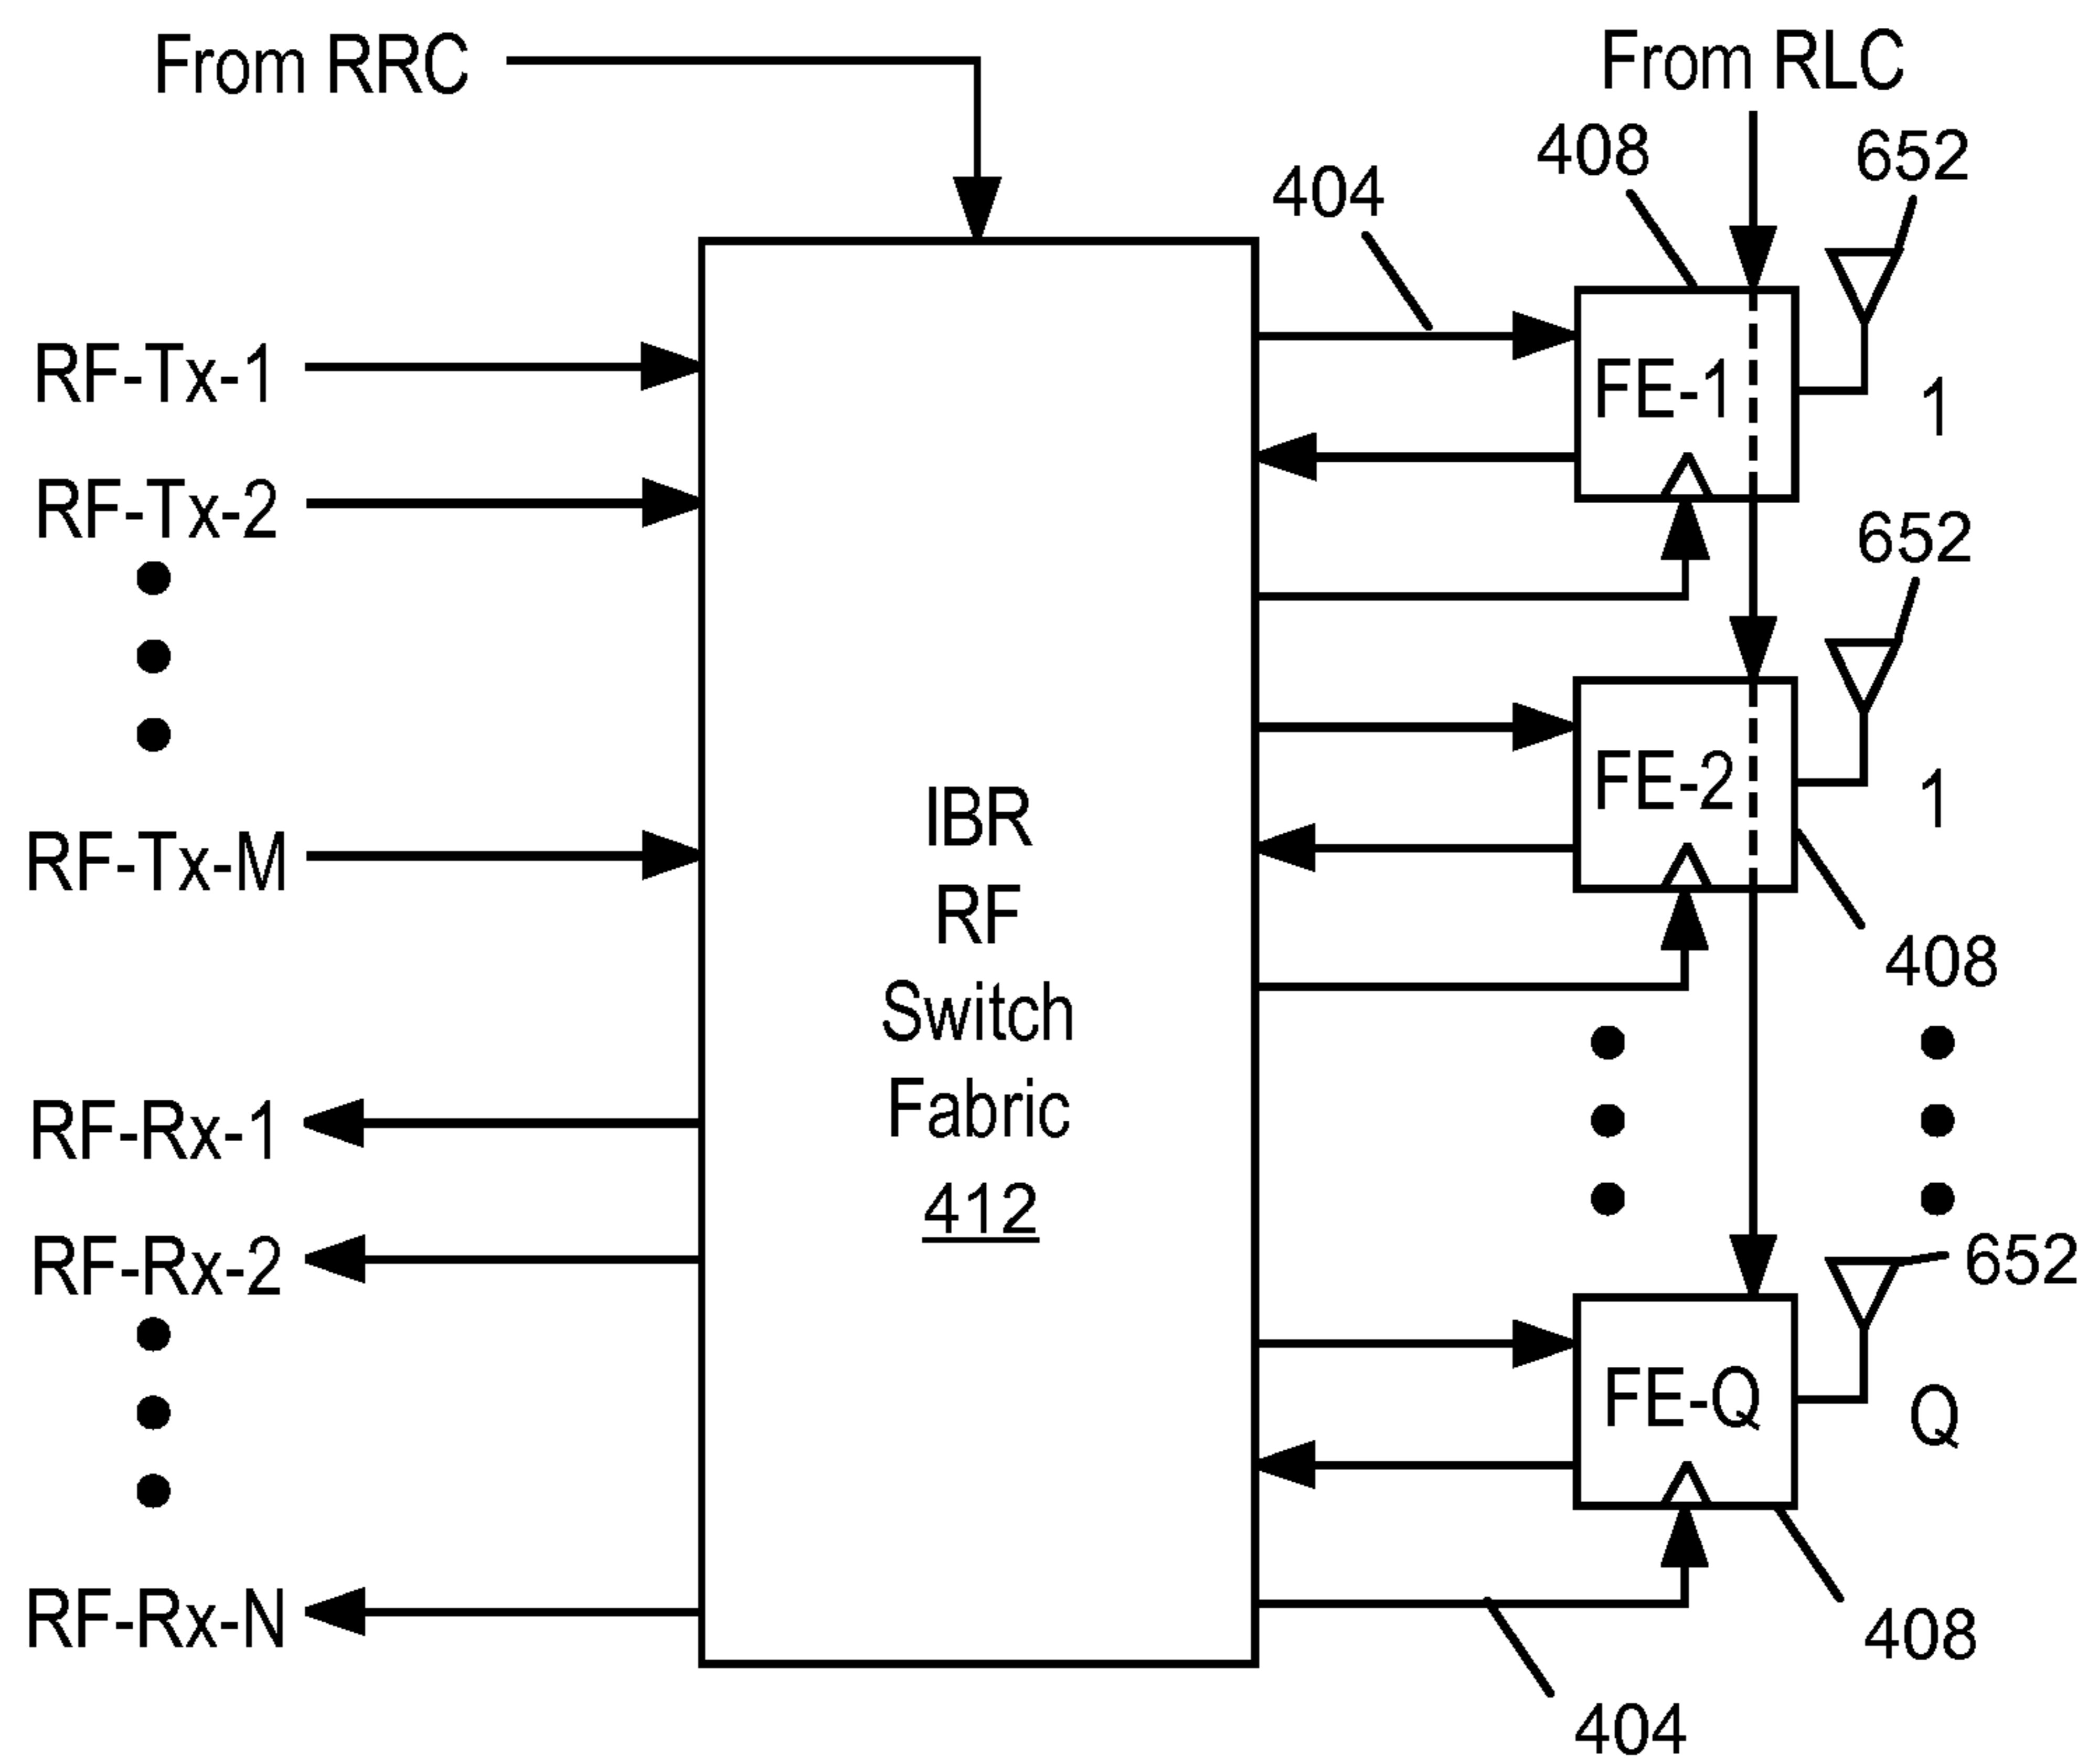 From RRC
From RLC
408
652
404
RF-Tx-1
FE-1
1
RF-Tx-2
652
FE-2
1
RF-Tx-M
IBR
RF
Switch
Fabric
412
408
RF-Rx-1
RF-Rx-2
652
FE-Q
Q
RF-Rx-N
408
404